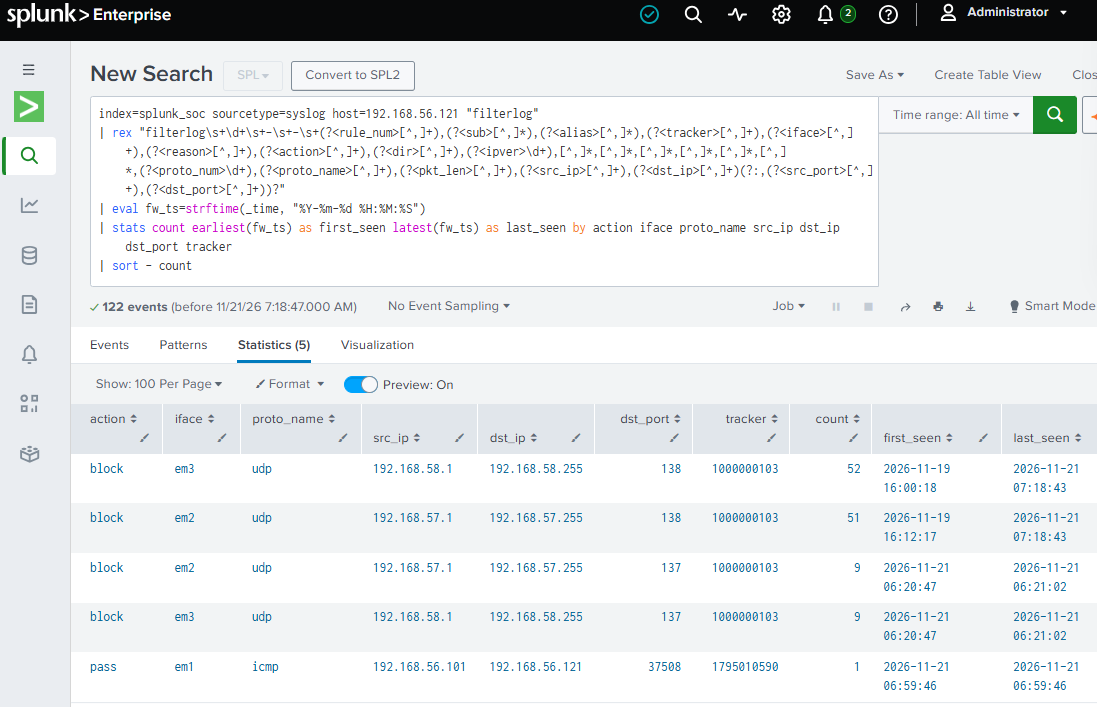 splunk> Enterprise
2
Administrator
New Search
SPL
Convert to SPL2
Save As
Create Table View
Clos
index=splunk_soc sourcetype=syslog host=192.168.56.121 "filterlog"
| rex "filterlog\s+\d+\s+-\s+-\s+(?<rule_num>[^,]+),(?<sub>[^,]*),(?<alias>[^,]*),(?<tracker>[^,]+),(?<iface>[^,]
+),(?<reason>[^,]+),(?<action>[^,]+),(?<dir>[^,]+),(?<ipver>\d+),[^,]*,[^,]*,[^,]*,[^,]*,[^,]*,[^,]
*,(?<proto_num>\d+),(?<proto_name>[^,]+),(?<pkt_len>[^,]+),(?<src_ip>[^,]+),(?<dst_ip>[^,]+)(?:,(?<src_port>[^,]
+),(?<dst_port>[^,]+))?"
| eval fw_ts=strftime(_time, "%Y-%m-%d %H:%M:%S")
| stats count earliest(fw_ts) as first_seen latest(fw_ts) as last_seen by action iface proto_name src_ip dst_ip
dst_port tracker
| sort - count
Time range: All time
122 events (before 11/21/26 7:18:47.000 AM)
No Event Sampling
Job
Smart Mode
Events
Patterns
Statistics (5)
Visualization
Show: 100 Per Page
Format
Preview: On
action iface proto_name src_ip dst_ip dst_port tracker count first_seen last_seen
block em3 udp 192.168.58.1 192.168.58.255 138 1000000103 52 2026-11-19 2026-11-21
16:00:18 07:18:43
block em2 udp 192.168.57.1 192.168.57.255 138 1000000103 51 2026-11-19 2026-11-21
16:12:17 07:18:43
block em2 udp 192.168.57.1 192.168.57.255 137 1000000103 9 2026-11-21 2026-11-21
06:20:47 06:21:02
block em3 udp 192.168.58.1 192.168.58.255 137 1000000103 9 2026-11-21 2026-11-21
06:20:47 06:21:02
pass em1 icmp 192.168.56.101 192.168.56.121 37508 1795010590 1 2026-11-21 2026-11-21
06:59:46 06:59:46